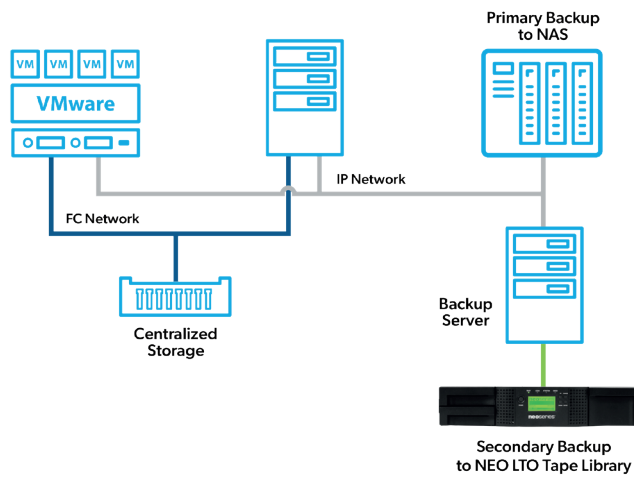 Primary Backup
to NAS
VM VM VM VM
VMware
IP Network
FC Network
Centralized
Storage
Backup
Server
neoseries
Secondary Backup
to NEO LTO Tape Library